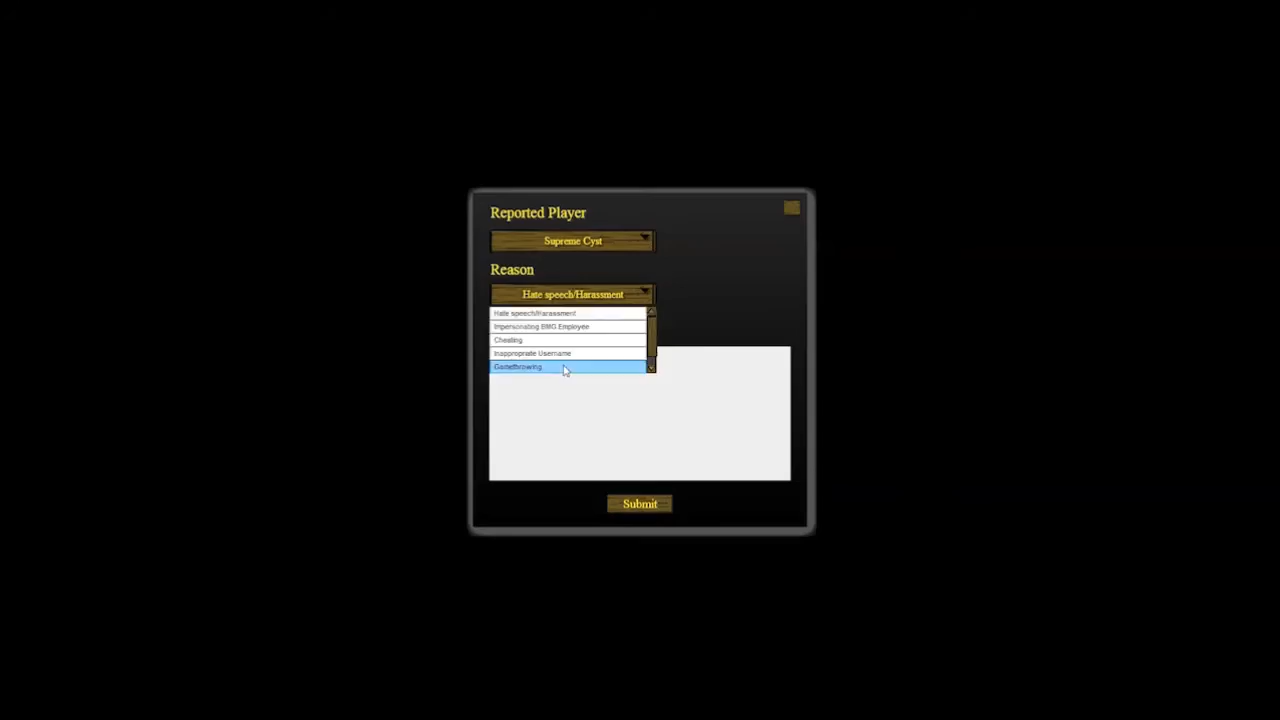 Reported Player
Supreme Cyst
Reason
Hate speech/Harassment
Hate speech/Harassment
Impersonating BMG Employee
Cheating
Inappropriate Username
Gamethrowing
Submit